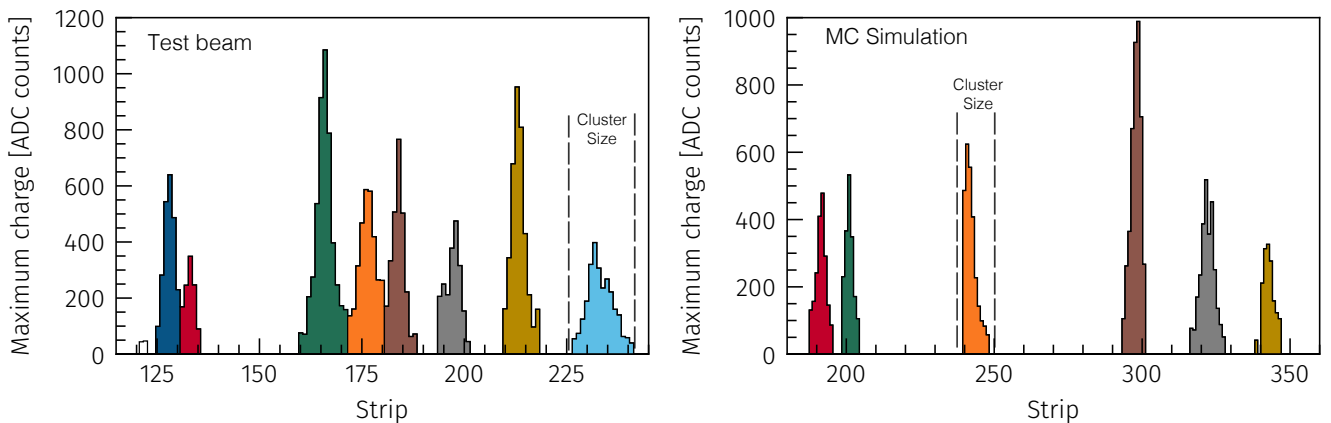 Maximum charge [ADC counts]
1200
1000
800
600
400
200
0
Test beam
Cluster
Size
125
150
175
200
225
Strip
Maximum charge [ADC counts]
1000
800
600
400
200
0
MC Simulation
Cluster
Size
200
250
300
350
Strip